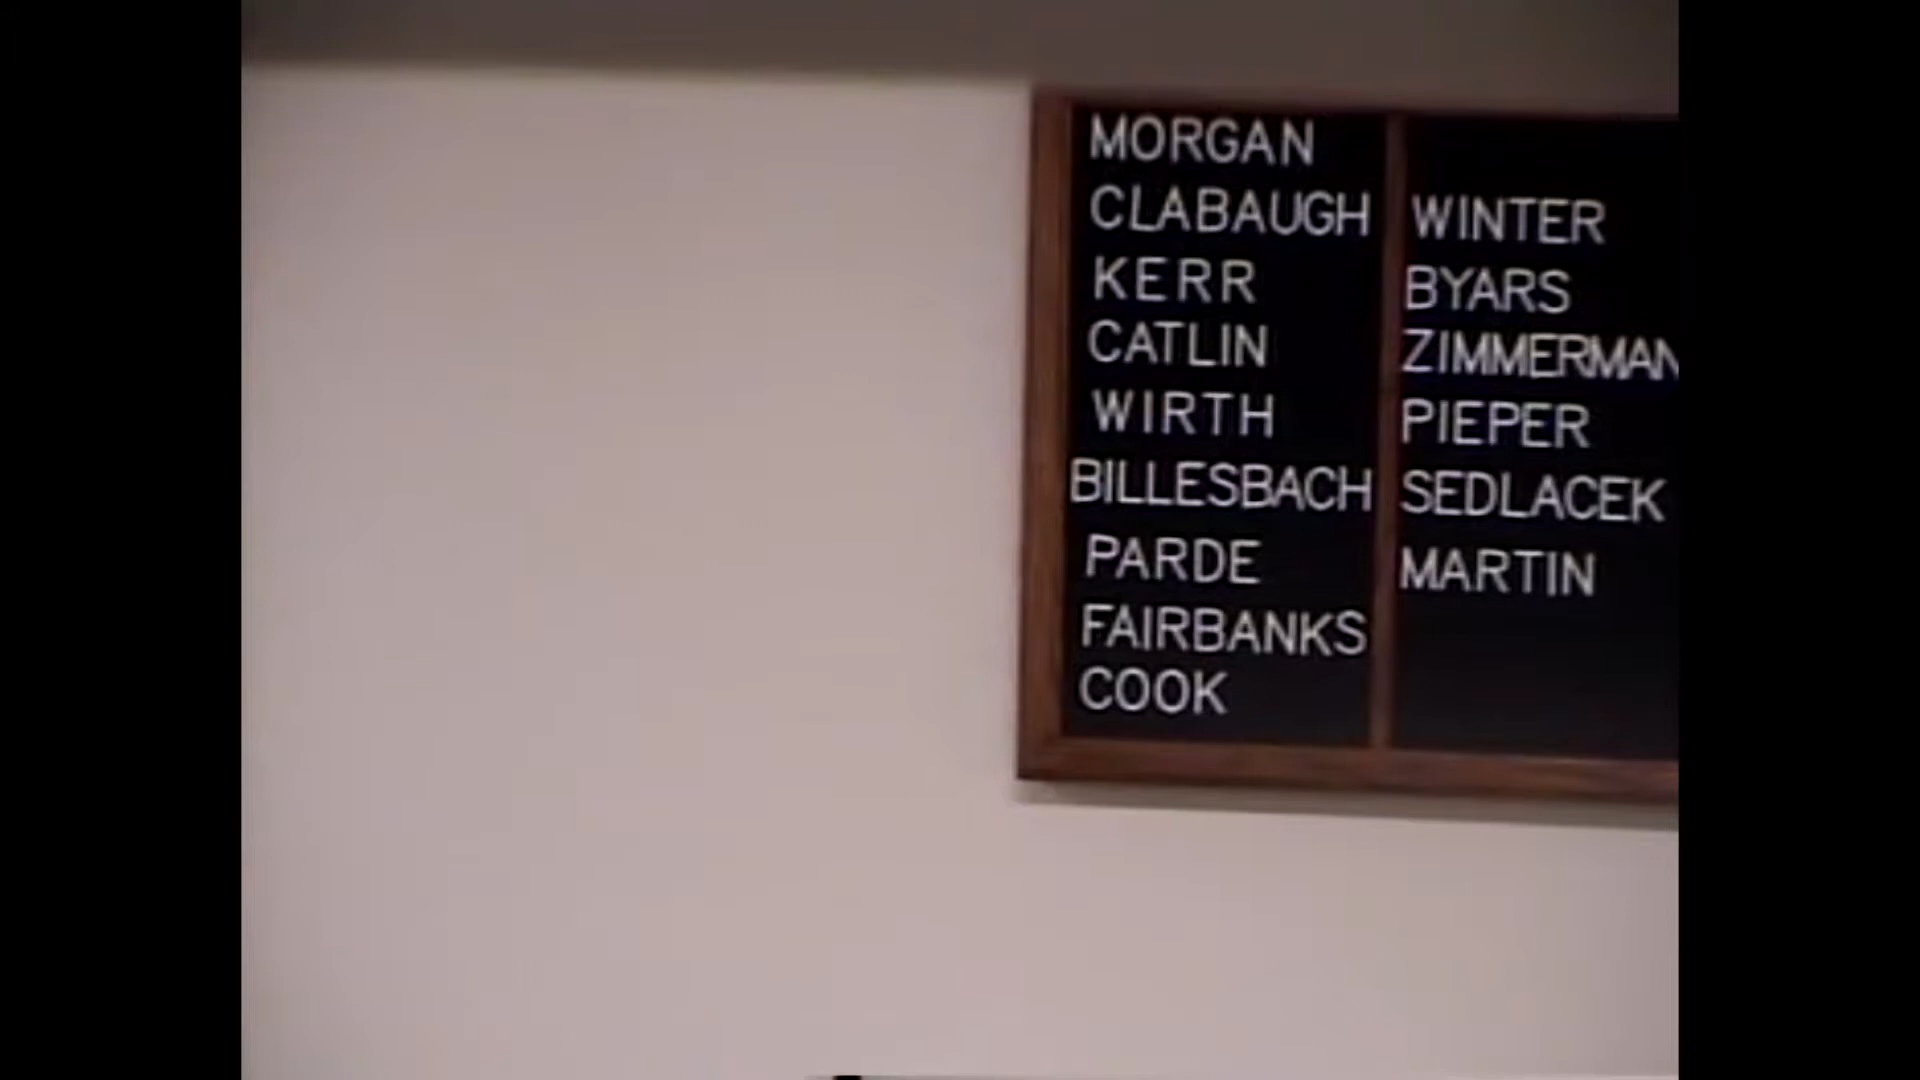 MORGAN
CLABAUGH
KERR
CATLIN
WIRTH
BILLESBACH
PARDE
FAIRBANKS
COOK
WINTER
BYARS
ZIMMERMAN
PIEPER
SEDLACEK
MARTIN